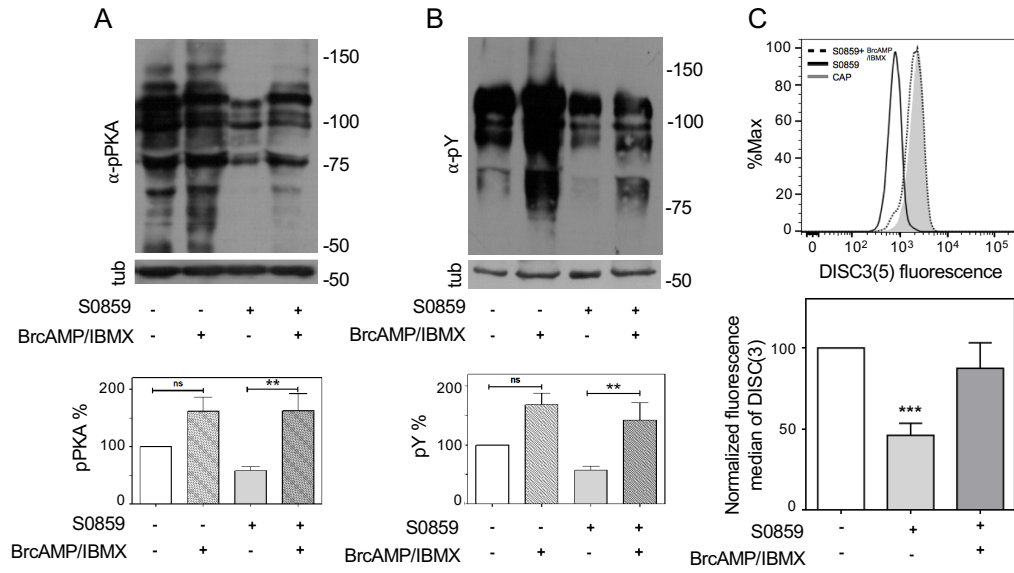 A
α-pPKA
-150
-100
-75
-50
tub
-50
S0859 - - + +
BrcAMP/IBMX - + - +
pPKA %
200
100
0
ns
**
S0859 - - + +
BrcAMP/IBMX - + - +
B
α-pY
-150
-100
-75
tub
-50
S0859 - - + +
BrcAMP/IBMX - + - +
pY %
200
100
0
ns
**
S0859 - - + +
BrcAMP/IBMX - + - +
C
S0859+ BrcAMP
/IBMX
S0859
CAP
%Max
100
80
60
40
20
0
0 10² 10³ 10⁴ 10⁵
DISC3(5) fluorescence
Normalized fluorescence
median of DISC(3)
100
50
0
***
S0859 - + +
BrcAMP/IBMX - - +